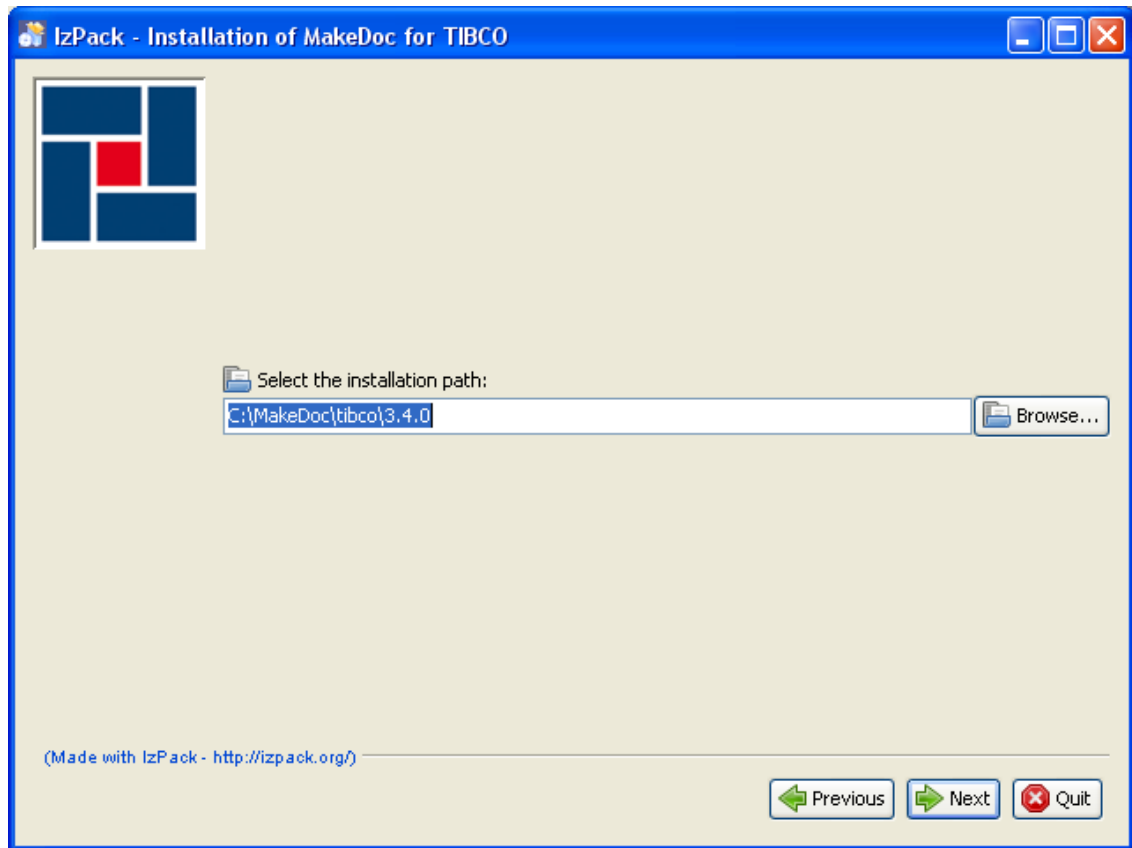 IzPack - Installation of MakeDoc for TIBCO
Select the installation path:
C:\MakeDoc\tibco\3.4.0
Browse...
(Made with IzPack - http://izpack.org/)
Previous
Next
Quit